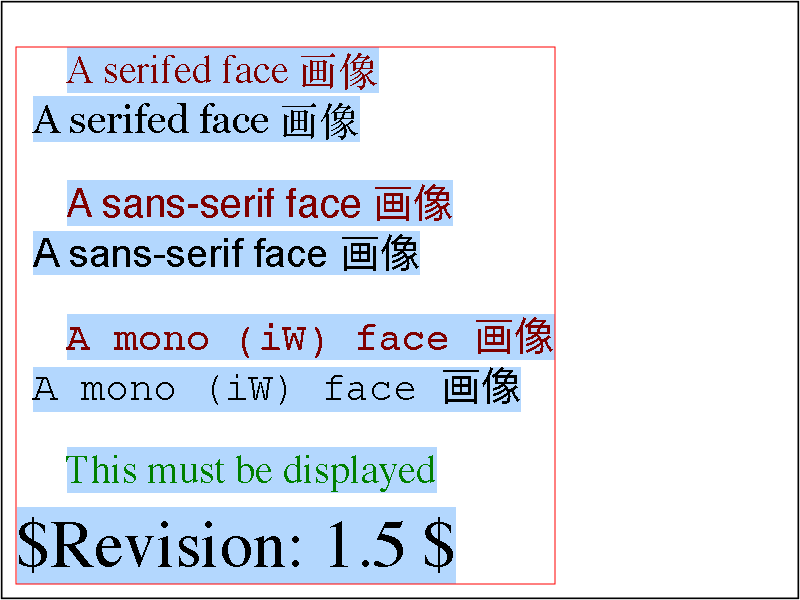 A serifed face 画像
A serifed face 画像
A sans-serif face 画像
A sans-serif face 画像
A mono (iW) face 画像
A mono (iW) face 画像
This must be displayed
$Revision: 1.5 $